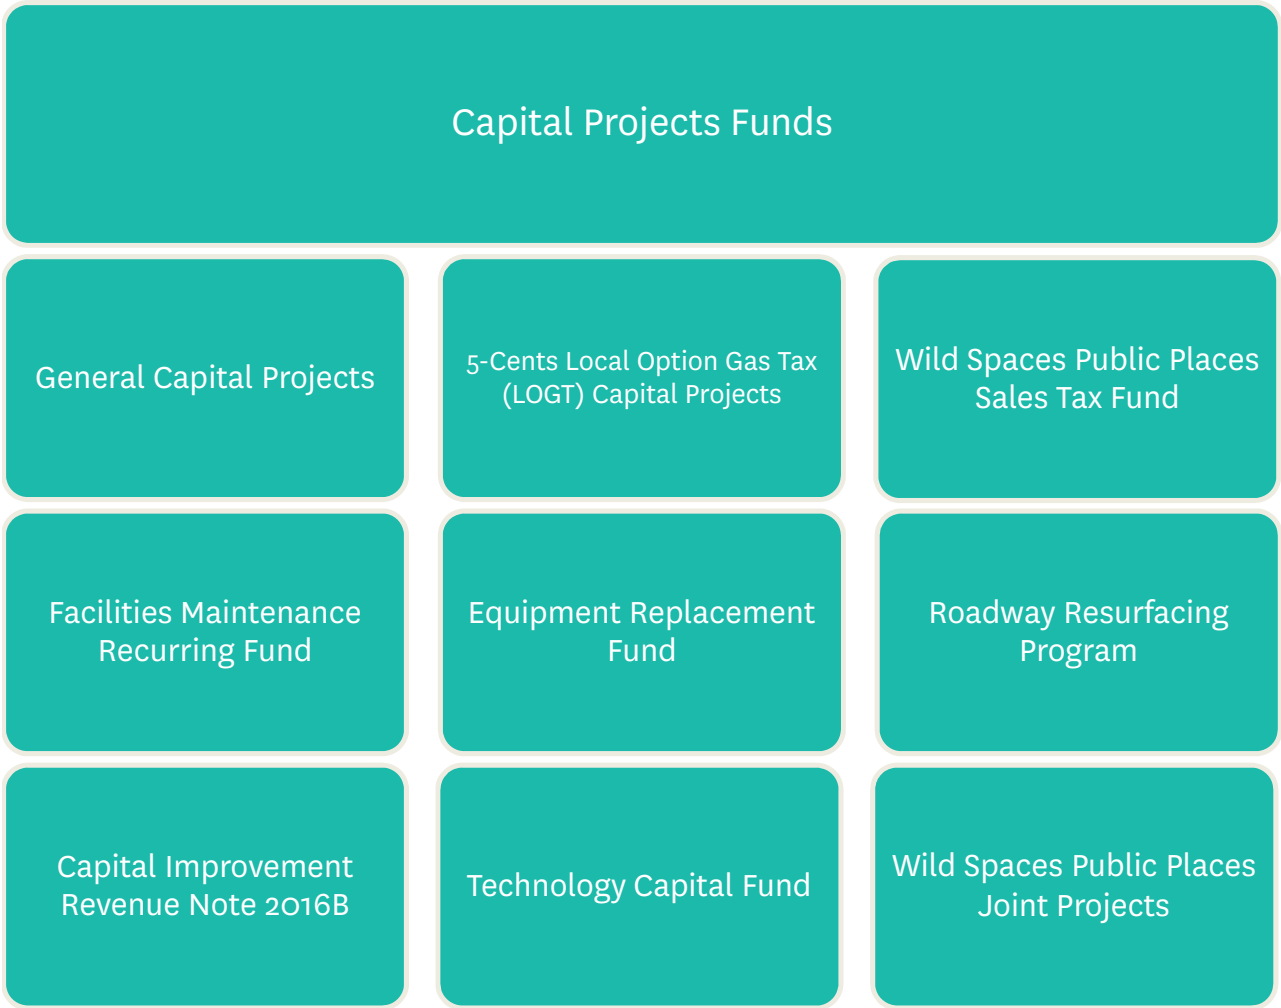 Capital Projects Funds
General Capital Projects
5-Cents Local Option Gas Tax
(LOGT) Capital Projects
Wild Spaces Public Places
Sales Tax Fund
Facilities Maintenance
Recurring Fund
Equipment Replacement
Fund
Roadway Resurfacing
Program
Capital Improvement
Revenue Note 2016B
Technology Capital Fund
Wild Spaces Public Places
Joint Projects